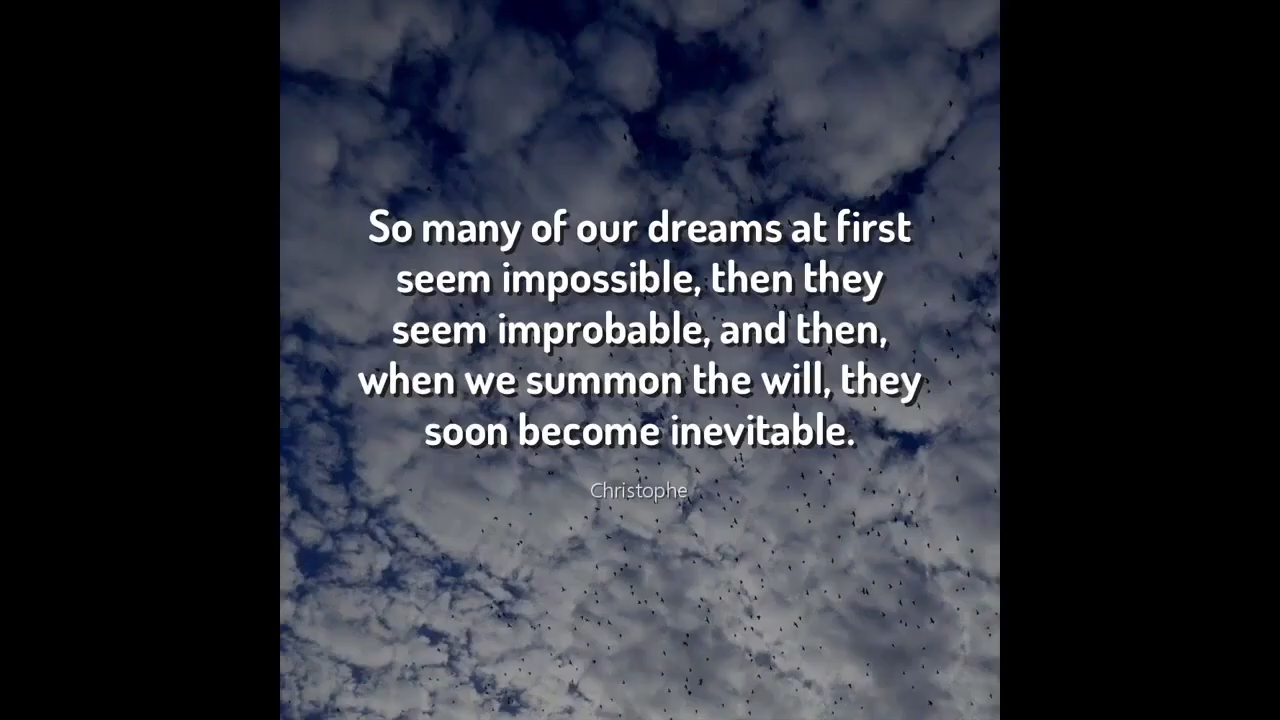 So many of our dreams at first
seem impossible, then they
seem improbable, and then,
when we summon the will, they
soon become inevitable.
Christophe